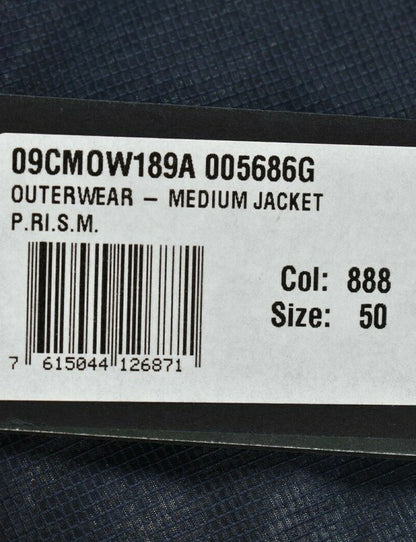 09CMOW189A 005686G
OUTERWEAR – MEDIUM JACKET
P.RI.S.M.
Col: 888
Size: 50
7 615044 126871